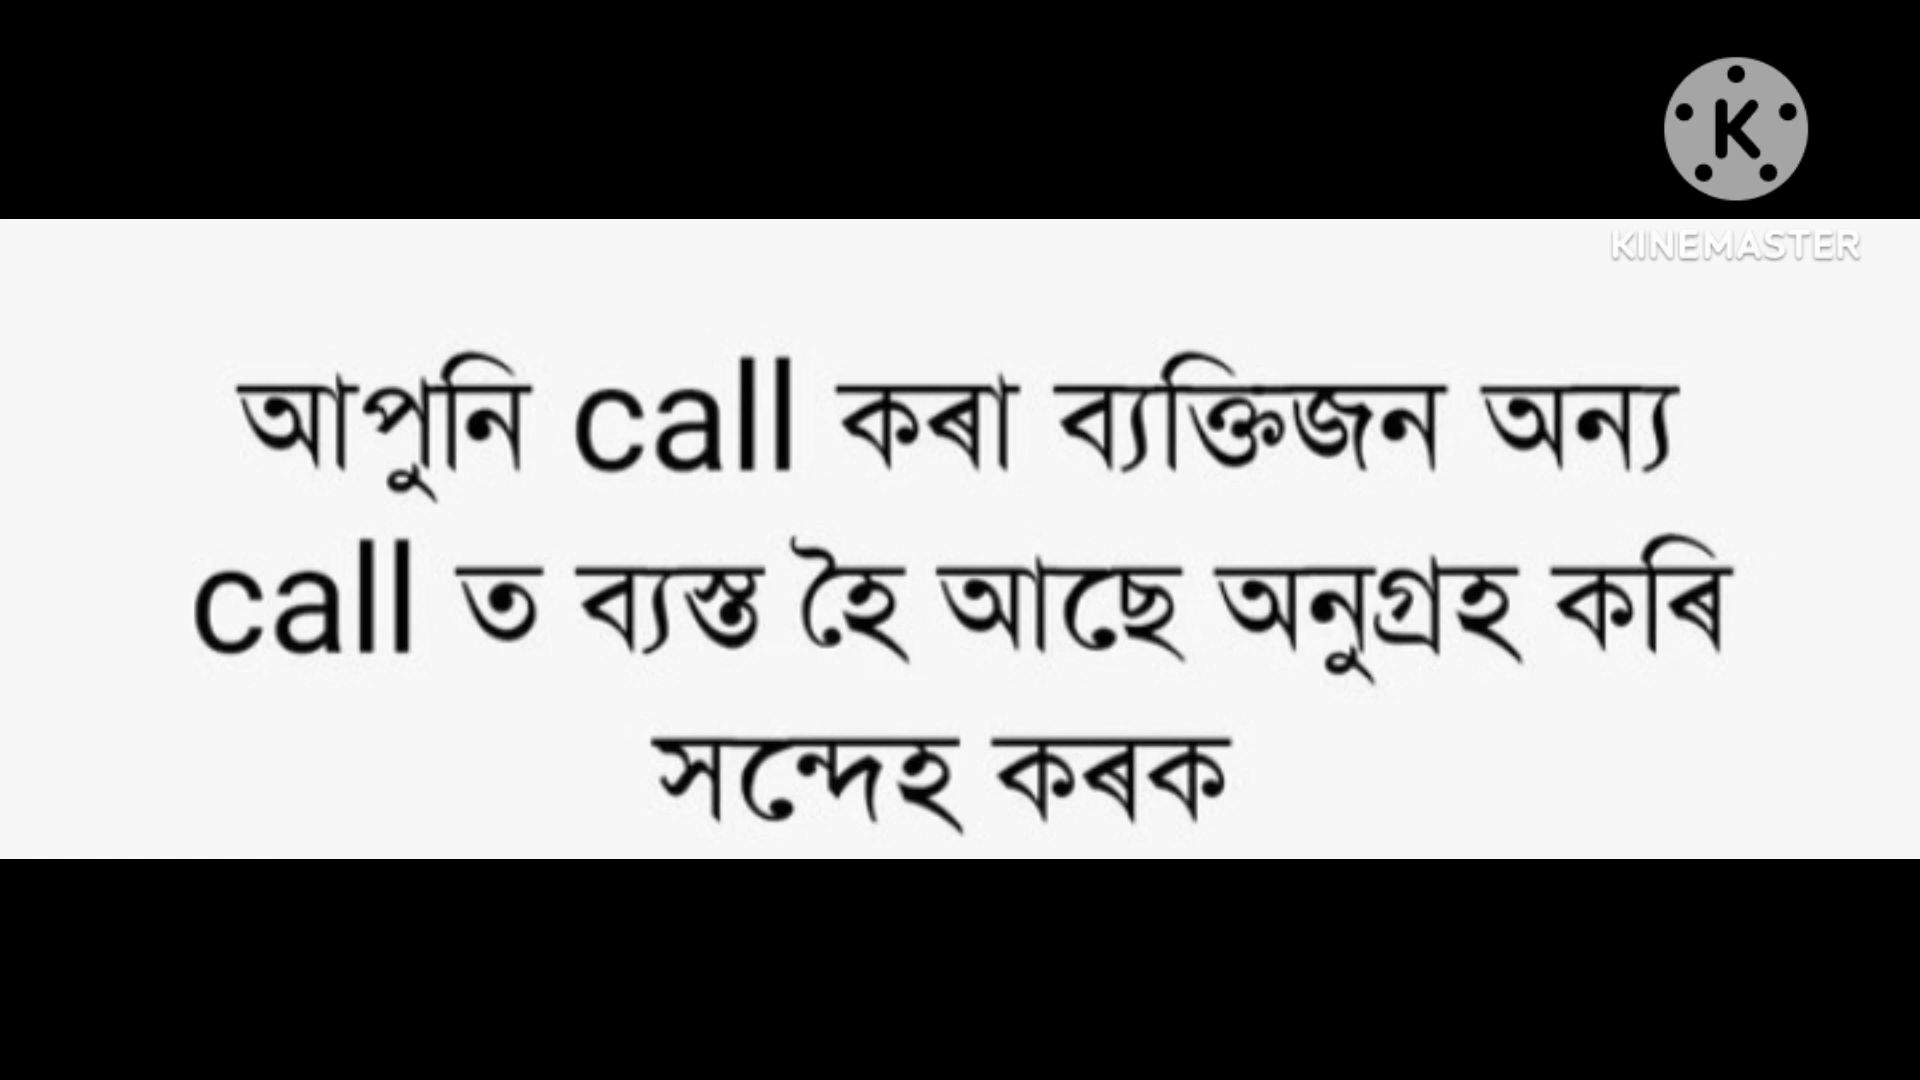 K
KINEMASTER
আপুনি call কৰা ব্যক্তিজন অন্য
call ত ব্যস্ত হৈ আছে অনুগ্ৰহ কৰি
সন্দেহ কৰক